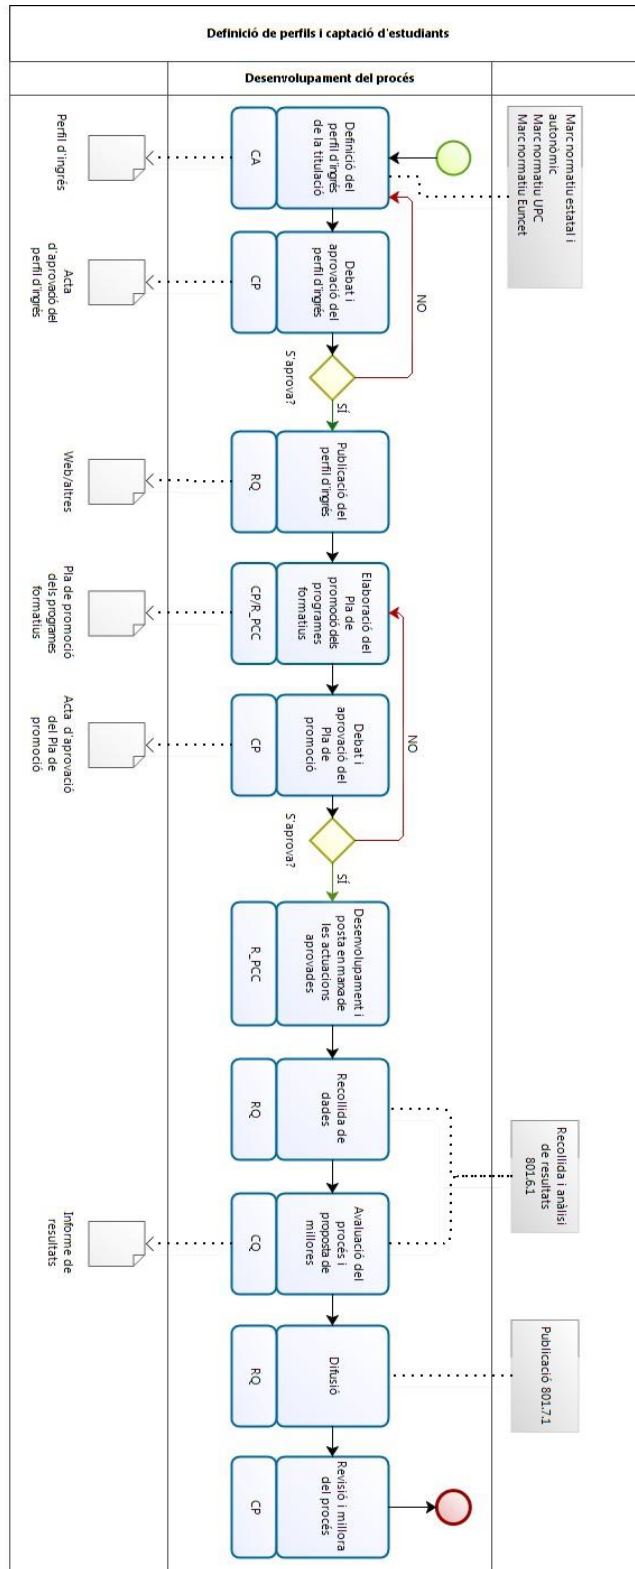 Definició de perfils i captació d'estudiants
Desenvolupament del procés
Marc normatiu estatal i
autonòmic
Marc normatiu UPC
Marc normatiu Euncet
Definició del
perfil d'ingrés
de la titulació
CA
Perfil d'ingrés
Debat i
aprovació del
perfil d'ingrés
CP
Acta
d'aprovació del
perfil d'ingrés
NO
S'aprova?
SÍ
Publicació del
perfil d'ingrés
RQ
Web/altres
Elaboració del
Pla de
promoció dels
programes
formatius
CP/R_PCC
Pla de promoció
dels programes
formatius
Debat i
aprovació del
Pla de
promoció
CP
Acta d'aprovació
del Pla de
promoció
NO
S'aprova?
SÍ
Desenvolupament i
posta en marxa de
les actuacions
aprovades
R_PCC
Recollida de
dades
RQ
Recollida i anàlisi
de resultats
801.6.1
Avaluació del
procés i
proposta de
millores
CQ
Informe de
resultats
Difusió
RQ
Publicació 801.7.1
Revisió i millora
del procés
CP